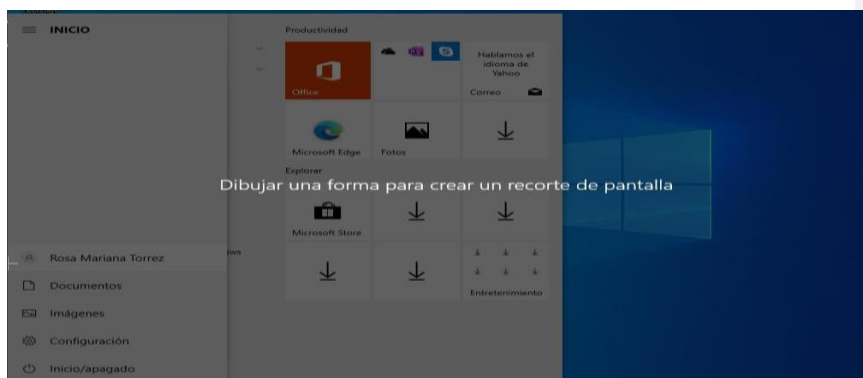 INICIO
Productividad
Office
Hablamos el
idioma de
Yahoo
Correo
Microsoft Edge
Fotos
Explorar
Dibujar una forma para crear un recorte de pantalla
Microsoft Store
Rosa Mariana Torrez
ows
Documentos
Entretenimiento
Imágenes
Configuración
Inicio/apagado